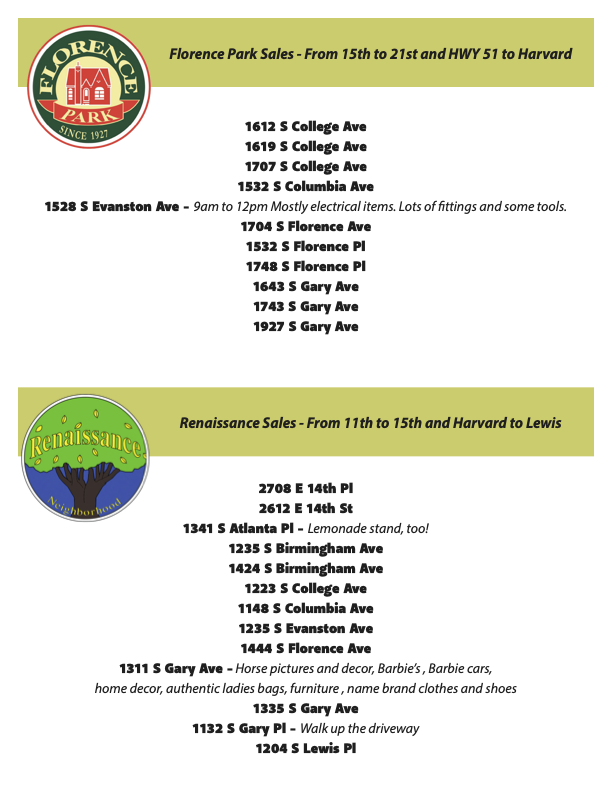 FLORENCE
PARK
SINCE 1927
Florence Park Sales - From 15th to 21st and HWY 51 to Harvard
1612 S College Ave
1619 S College Ave
1707 S College Ave
1532 S Columbia Ave
1528 S Evanston Ave – 9am to 12pm Mostly electrical items. Lots of fittings and some tools.
1704 S Florence Ave
1532 S Florence Pl
1748 S Florence Pl
1643 S Gary Ave
1743 S Gary Ave
1927 S Gary Ave
Renaissance
Neighborhood
Renaissance Sales - From 11th to 15th and Harvard to Lewis
2708 E 14th Pl
2612 E 14th St
1341 S Atlanta Pl – Lemonade stand, too!
1235 S Birmingham Ave
1424 S Birmingham Ave
1223 S College Ave
1148 S Columbia Ave
1235 S Evanston Ave
1444 S Florence Ave
1311 S Gary Ave – Horse pictures and decor, Barbie's , Barbie cars,
home decor, authentic ladies bags, furniture , name brand clothes and shoes
1335 S Gary Ave
1132 S Gary Pl – Walk up the driveway
1204 S Lewis Pl